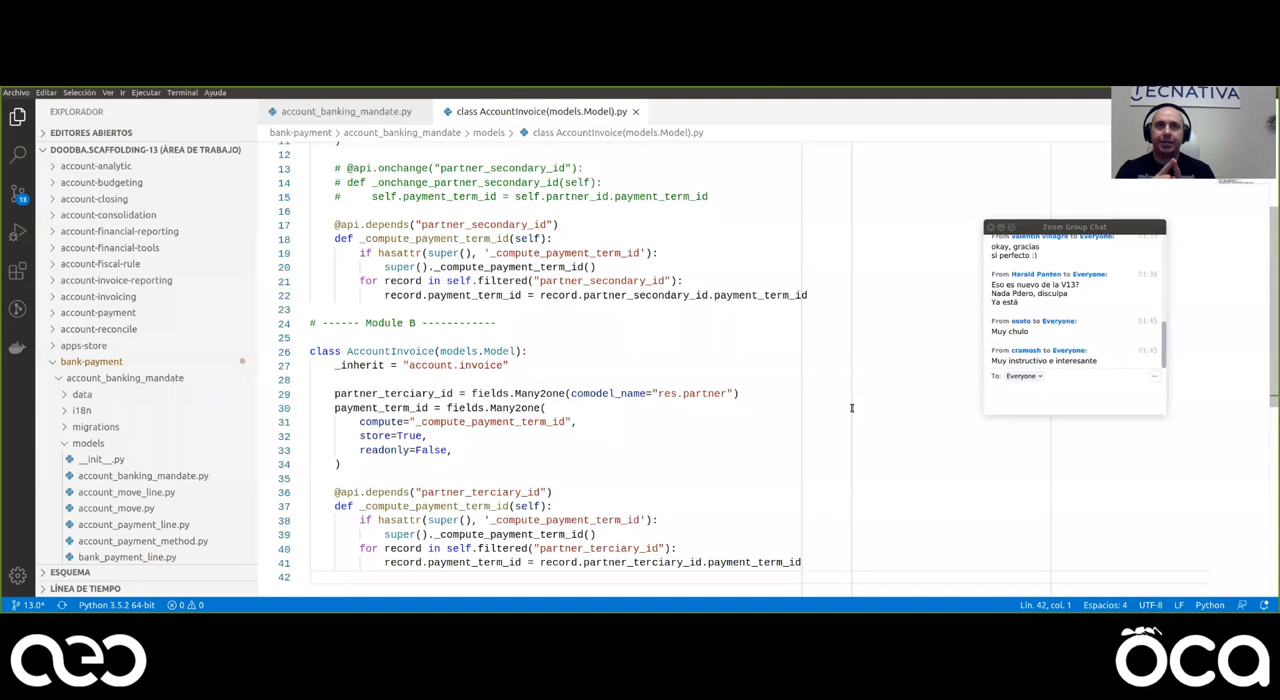 TECNATIVA
Archivo Editar Selección Ver Ir Ejecutar Terminal Ayuda
EXPLORADOR
EDITORES ABIERTOS
DOODBA.SCAFFOLDING-13 (ÁREA DE TRABAJO)
account-analytic
account-budgeting
account-closing
account-consolidation
account-financial-reporting
account-financial-tools
account-fiscal-rule
account-invoice-reporting
account-invoicing
account-payment
account-reconcile
apps-store
bank-payment
account_banking_mandate
data
i18n
migrations
models
__init__.py
account_banking_mandate.py
account_move_line.py
account_move.py
account_payment_line.py
account_payment_method.py
bank_payment_line.py
ESQUEMA
LÍNEA DE TIEMPO
13
account_banking_mandate.py class AccountInvoice(models.Model).py
bank-payment > account_banking_mandate > models > class AccountInvoice(models.Model).py
11 )
12
13 # @api.onchange("partner_secondary_id"):
14 # def _onchange_partner_secondary_id(self):
15 #     self.payment_term_id = self.partner_id.payment_term_id
16
17 @api.depends("partner_secondary_id")
18 def _compute_payment_term_id(self):
19 if hasattr(super(), '_compute_payment_term_id'):
20 super()._compute_payment_term_id()
21 for record in self.filtered("partner_secondary_id"):
22 record.payment_term_id = record.partner_secondary_id.payment_term_id
23
24 # ------ Module B ------------
25
26 class AccountInvoice(models.Model):
27 _inherit = "account.invoice"
28
29 partner_terciary_id = fields.Many2one(comodel_name="res.partner")
30 payment_term_id = fields.Many2one(
31 compute="_compute_payment_term_id",
32 store=True,
33 readonly=False,
34 )
35
36 @api.depends("partner_terciary_id")
37 def _compute_payment_term_id(self):
38 if hasattr(super(), '_compute_payment_term_id'):
39 super()._compute_payment_term_id()
40 for record in self.filtered("partner_terciary_id"):
41 record.payment_term_id = record.partner_terciary_id.payment_term_id
42
Zoom Group Chat
From valentin vinagre to Everyone:
okay, gracias
si perfecto :)
From Harald Panten to Everyone: 01:38
Eso es nuevo de la V13?
Nada Pdero, disculpa
Ya está
From osoto to Everyone: 01:45
Muy chulo
From cramosh to Everyone: 01:45
Muy instructivo e interesante
To: Everyone
13.0* Python 3.5.2 64-bit 0 0 Lín. 42, col. 1 Espacios: 4 UTF-8 LF Python
aeo
oca